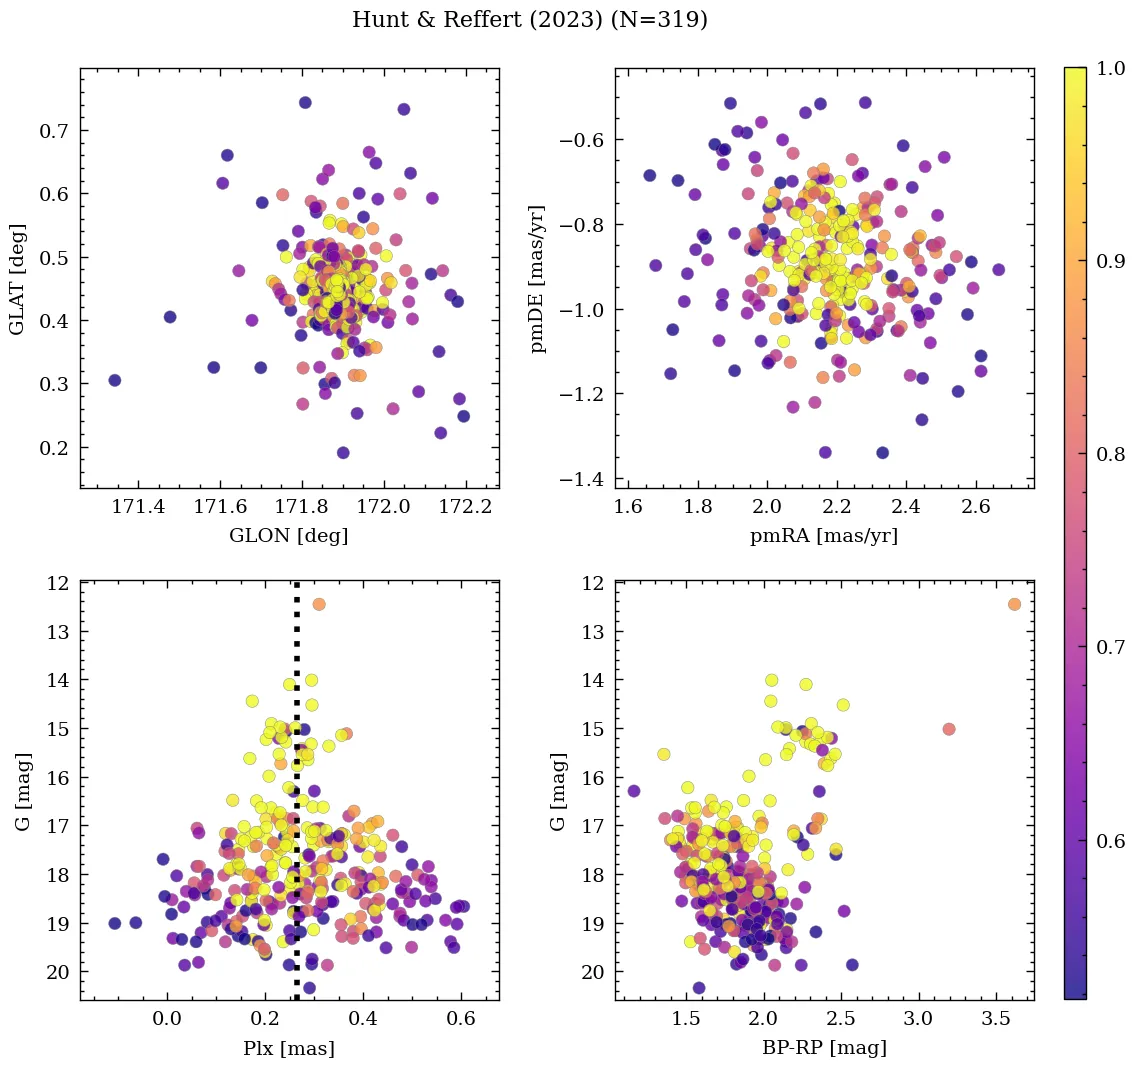 Hunt & Reffert (2023) (N=319)
0.7
0.6
0.5
0.4
0.3
0.2
GLAT [deg]
171.4 171.6 171.8 172.0 172.2
GLON [deg]
−0.6
−0.8
−1.0
−1.2
−1.4
pmDE [mas/yr]
1.6 1.8 2.0 2.2 2.4 2.6
pmRA [mas/yr]
12
13
14
15
16
17
18
19
20
G [mag]
0.0 0.2 0.4 0.6
Plx [mas]
12
13
14
15
16
17
18
19
20
G [mag]
1.5 2.0 2.5 3.0 3.5
BP-RP [mag]
1.0
0.9
0.8
0.7
0.6